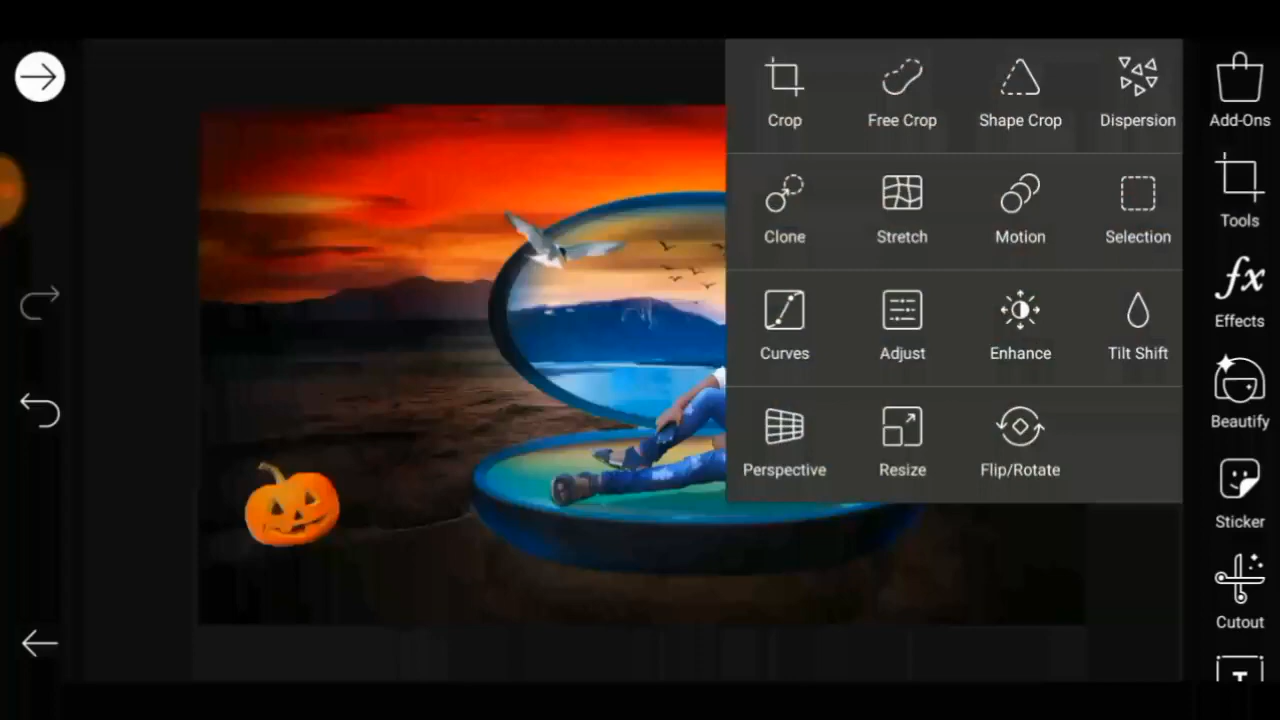 Crop Free Crop Shape Crop Dispersion
Clone Stretch Motion Selection
Curves Adjust Enhance Tilt Shift
Perspective Resize Flip/Rotate
Add-Ons
Tools
fx
Effects
Beautify
Sticker
Cutout
T